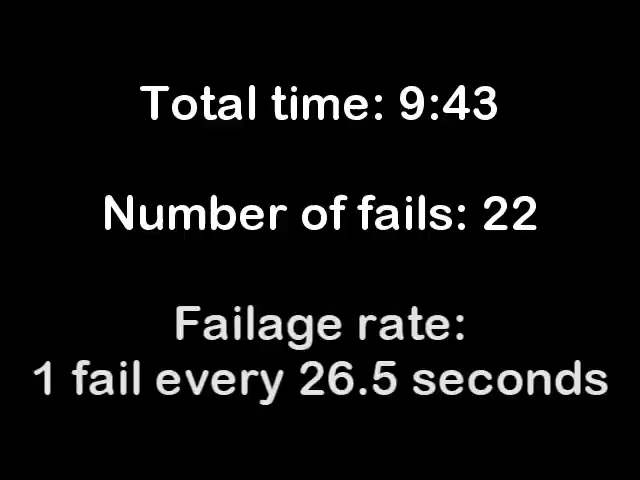 Total time: 9:43
Number of fails: 22
Failage rate:
1 fail every 26.5 seconds